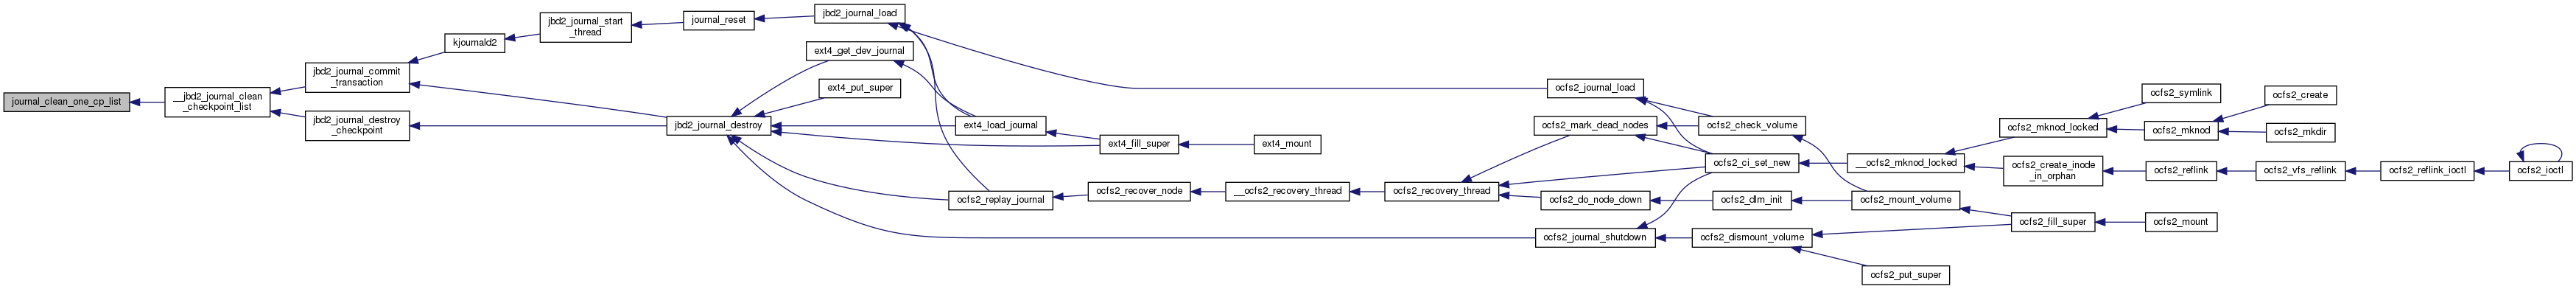 journal_clean_one_cp_list
__jbd2_journal_clean
_checkpoint_list
jbd2_journal_commit
_transaction
jbd2_journal_destroy
_checkpoint
kjournald2
jbd2_journal_start
_thread
journal_reset
jbd2_journal_load
ext4_get_dev_journal
ext4_put_super
jbd2_journal_destroy
ext4_load_journal
ext4_fill_super
ext4_mount
ocfs2_replay_journal
ocfs2_recover_node
__ocfs2_recovery_thread
ocfs2_recovery_thread
ocfs2_journal_load
ocfs2_mark_dead_nodes
ocfs2_do_node_down
ocfs2_journal_shutdown
ocfs2_check_volume
ocfs2_ci_set_new
ocfs2_dlm_init
ocfs2_dismount_volume
__ocfs2_mknod_locked
ocfs2_mount_volume
ocfs2_put_super
ocfs2_mknod_locked
ocfs2_create_inode
_in_orphan
ocfs2_fill_super
ocfs2_symlink
ocfs2_mknod
ocfs2_reflink
ocfs2_mount
ocfs2_create
ocfs2_mkdir
ocfs2_vfs_reflink
ocfs2_reflink_ioctl
ocfs2_ioctl